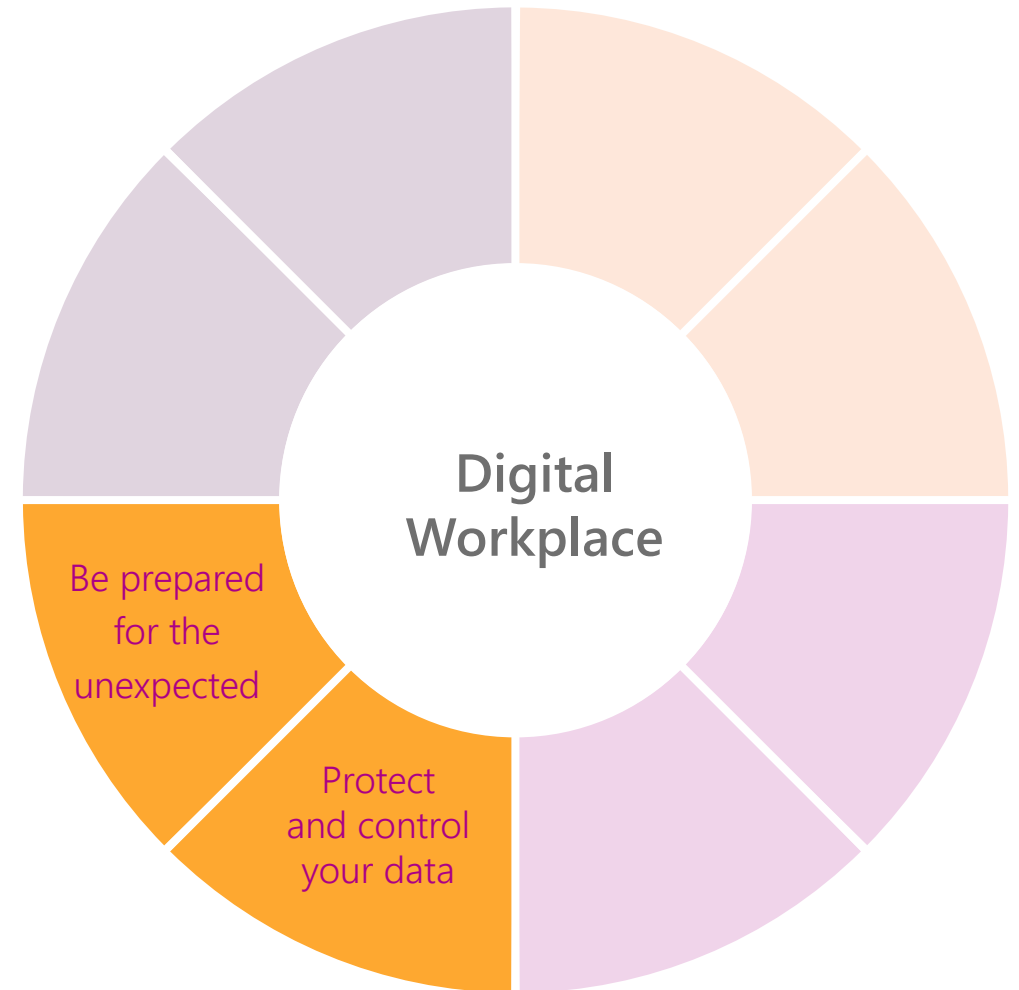 Digital
Workplace
Be prepared
for the
unexpected
Protect
and control
your data